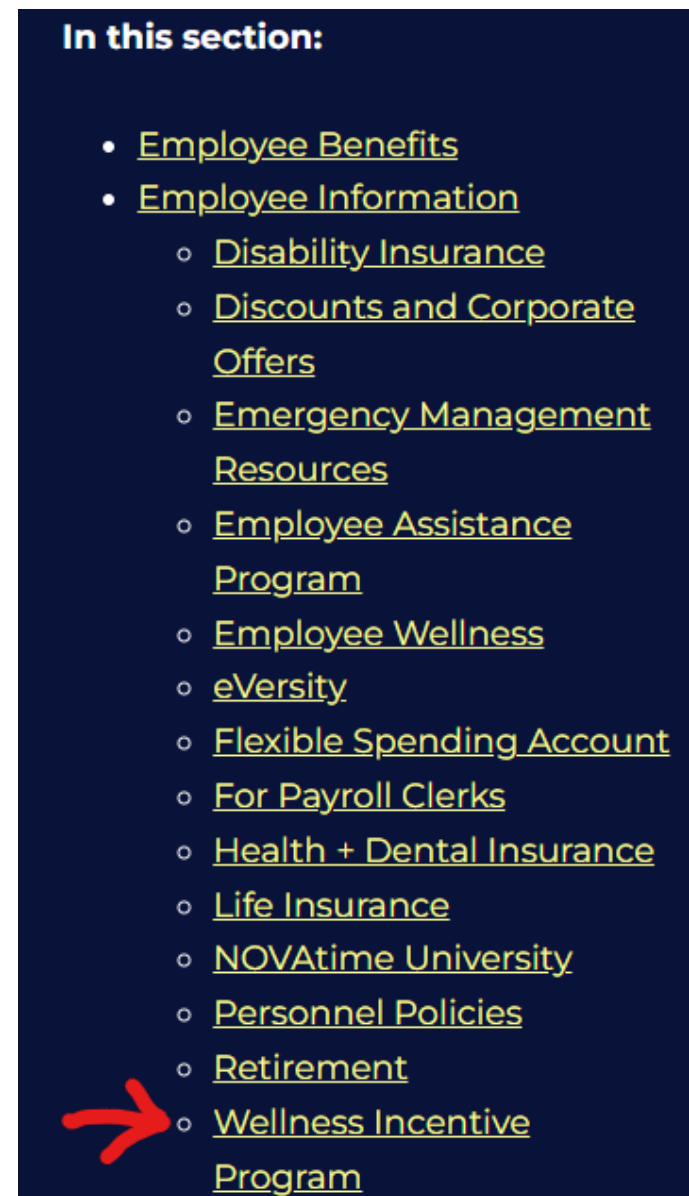 In this section:
Employee Benefits
Employee Information
Disability Insurance
Discounts and Corporate
Offers
Emergency Management
Resources
Employee Assistance
Program
Employee Wellness
eVersity
Flexible Spending Account
For Payroll Clerks
Health + Dental Insurance
Life Insurance
NOVAtime University
Personnel Policies
Retirement
Wellness Incentive
Program